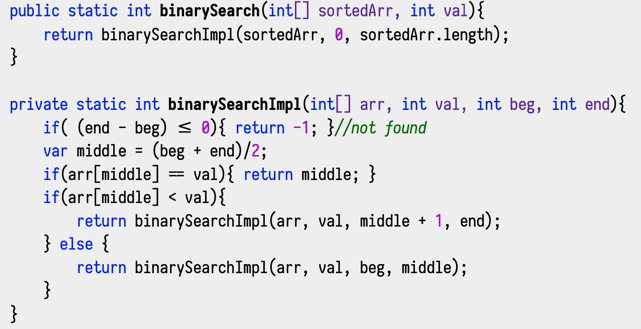 public static int binarySearch(int[] sortedArr, int val){
    return binarySearchImpl(sortedArr, 0, sortedArr.length);
}

private static int binarySearchImpl(int[] arr, int val, int beg, int end){
    if( (end - beg) ≤ 0){ return -1; }//not found
    var middle = (beg + end)/2;
    if(arr[middle] == val){ return middle; }
    if(arr[middle] < val){
        return binarySearchImpl(arr, val, middle + 1, end);
    } else {
        return binarySearchImpl(arr, val, beg, middle);
    }
}